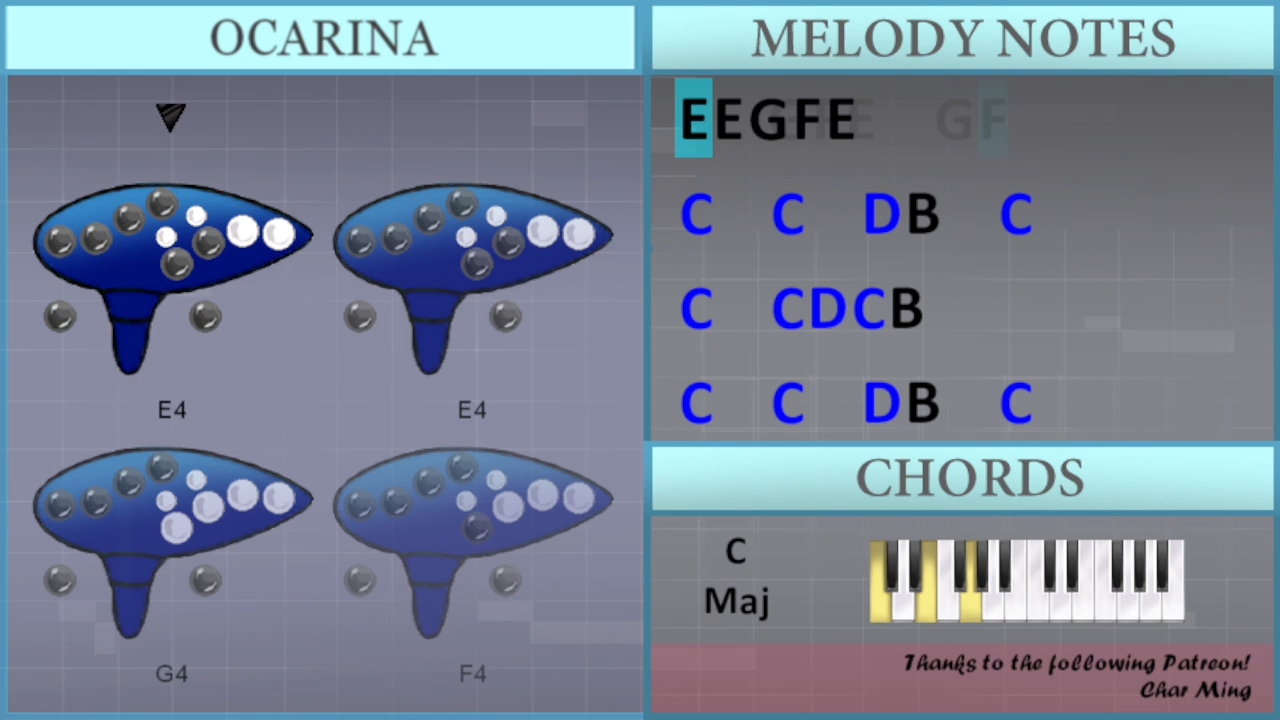 OCARINA
E4 E4
G4 F4
MELODY NOTES
EEGFE
C C DB C
C CDCB
C C DB C
CHORDS
C
Maj
Thanks to the following Patreon!
Char Ming